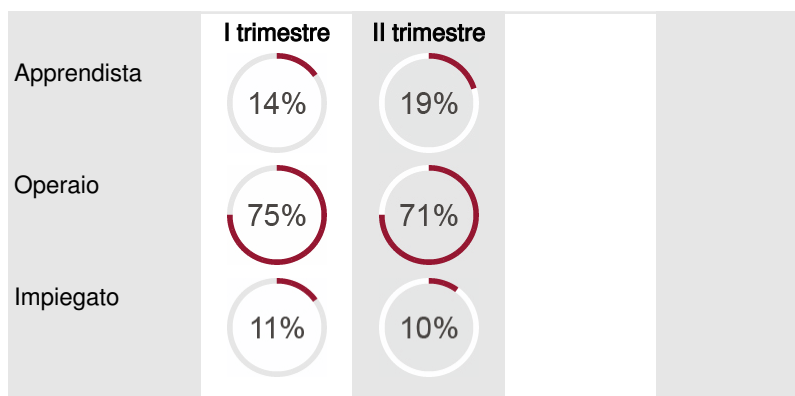 I trimestre II trimestre
Apprendista
14% 19%
Operaio
75% 71%
Impiegato
11% 10%